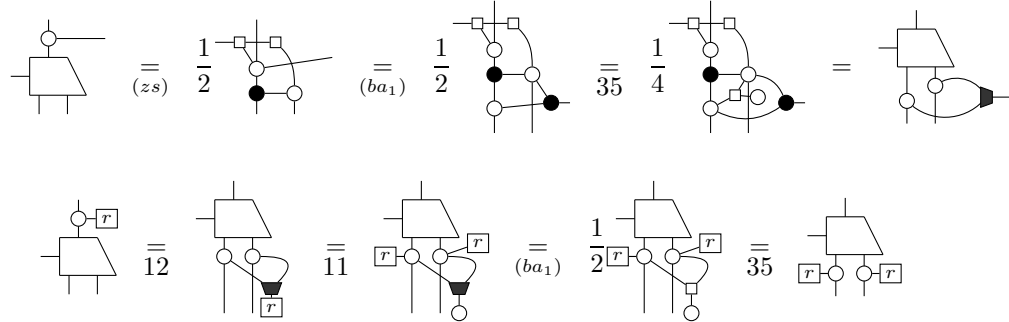 = (zs) 1/2 = (ba₁) 1/2 = 35 1/4 =
r = 12 r = 11 r r = (ba₁) 1/2 r r = 35 r r